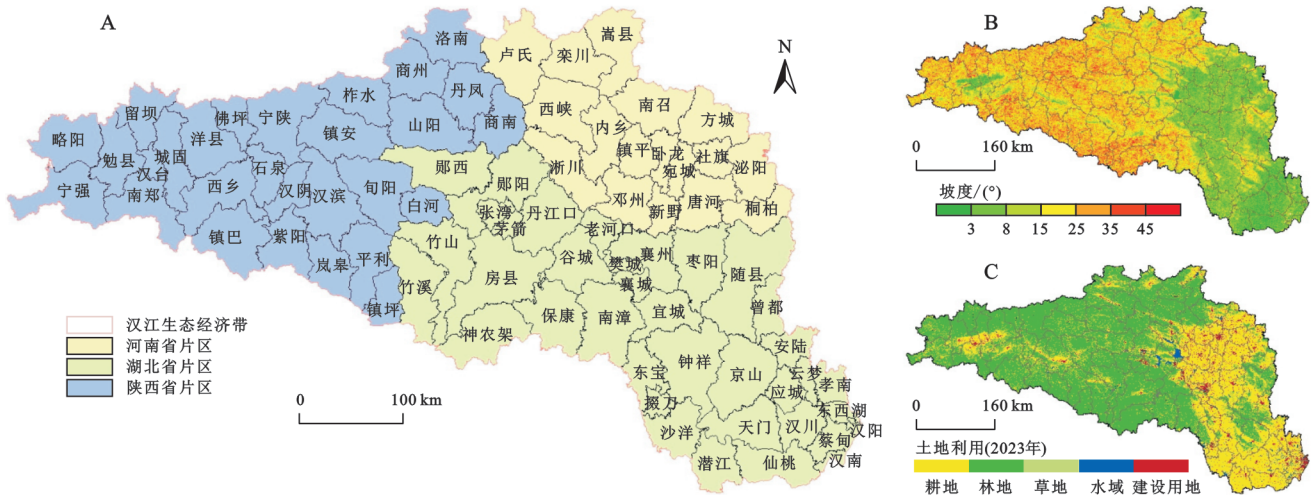 A
N
洛南
商州
丹凤
商南
柞水
山阳
镇安
宁陕
佛坪
留坝
洋县
城固
略阳
勉县
汉台
宁强
南郑
西乡
石泉
汉阴
汉滨
旬阳
白河
镇巴
紫阳
岚皋
平利
镇坪
卢氏
栾川
嵩县
西峡
南召
方城
内乡
镇平
卧龙
社旗
宛城
泌阳
淅川
邓州
新野
唐河
桐柏
郧西
郧阳
张湾
茅箭
丹江口
竹山
竹溪
房县
谷城
老河口
樊城
襄州
襄城
枣阳
随县
曾都
神农架
保康
南漳
宜城
安陆
钟祥
京山
云梦
孝南
应城
东宝
掇刀
东西湖
汉阳
沙洋
天门
汉川
蔡甸
潜江
仙桃
汉南
汉江生态经济带
河南省片区
湖北省片区
陕西省片区
0 100 km
B
0 160 km
坡度/(°)
3 8 15 25 35 45
C
0 160 km
土地利用(2023年)
耕地 林地 草地 水域 建设用地